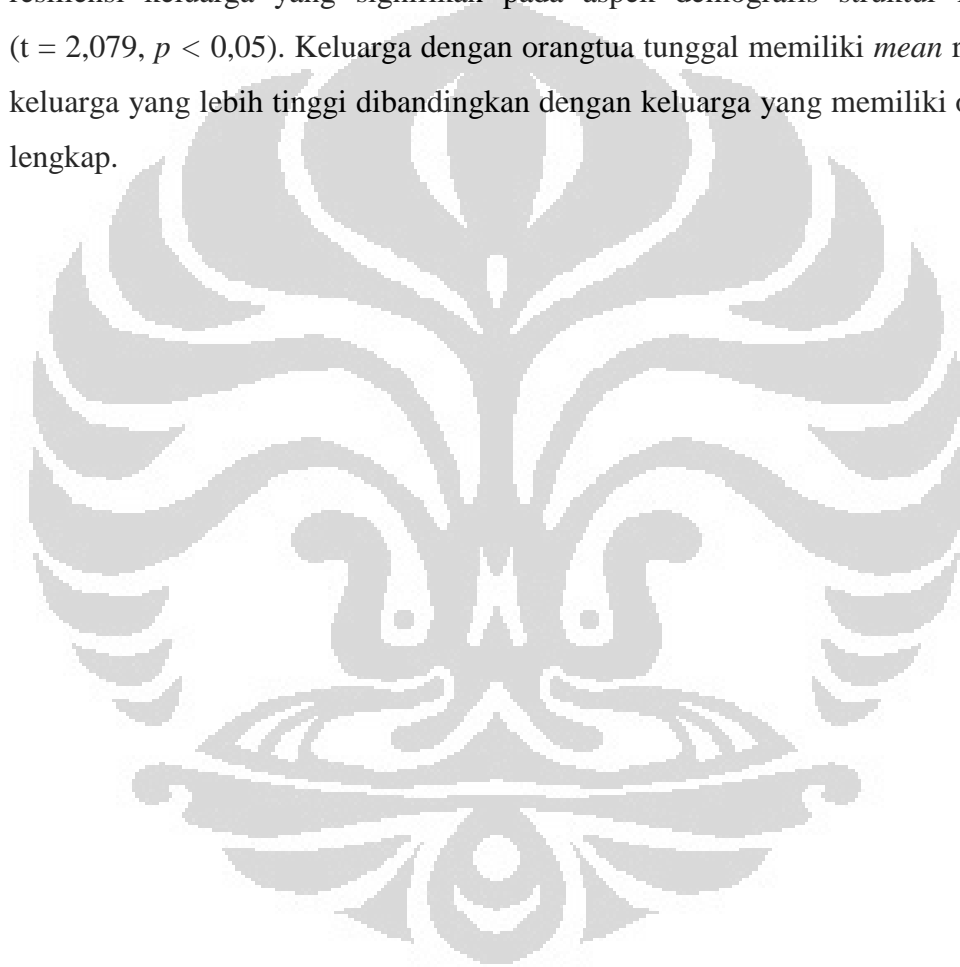 resiliensi keluarga yang signifikan pada aspek demografis struktur
(t = 2,079, p < 0,05). Keluarga dengan orangtua tunggal memiliki mean
keluarga yang lebih tinggi dibandingkan dengan keluarga yang memiliki
lengkap.